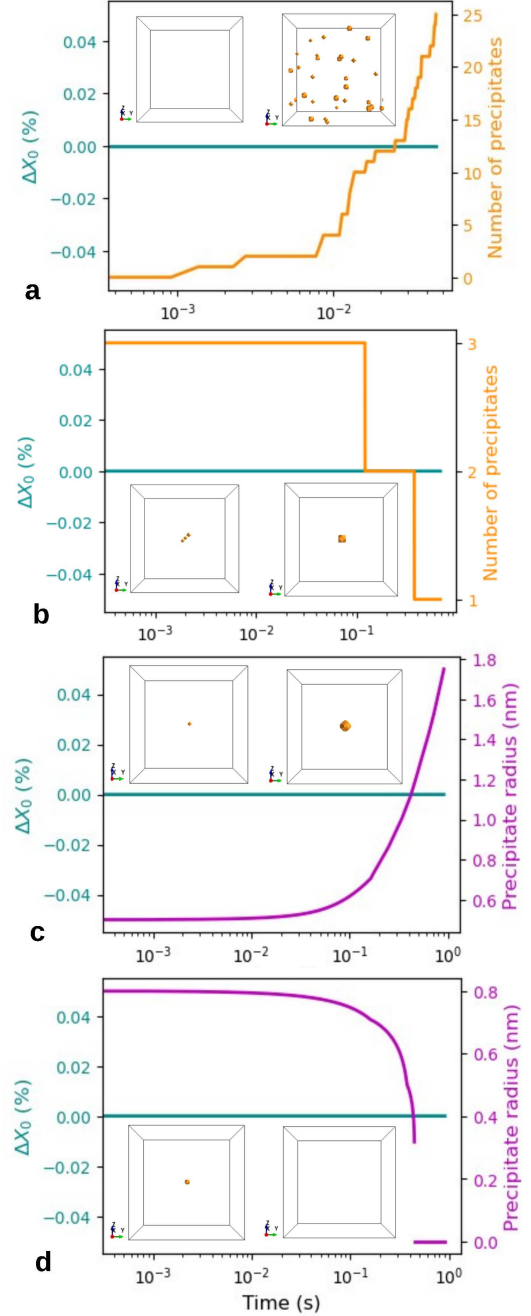 0.04
0.02
0.00
−0.02
−0.04
ΔX₀ (%)
25
20
15
10
5
0
Number of precipitates
Z
X
Y
Z
X
Y
10⁻³
10⁻²
a
0.04
0.02
0.00
−0.02
−0.04
ΔX₀ (%)
3
2
1
Number of precipitates
Z
X
Y
Z
X
Y
10⁻³
10⁻²
10⁻¹
b
0.04
0.02
0.00
−0.02
−0.04
ΔX₀ (%)
1.8
1.6
1.4
1.2
1.0
0.8
0.6
Precipitate radius (nm)
Z
X
Y
Z
X
Y
10⁻³
10⁻²
10⁻¹
10⁰
c
0.04
0.02
0.00
−0.02
−0.04
ΔX₀ (%)
0.8
0.6
0.4
0.2
0.0
Precipitate radius (nm)
Z
X
Y
Z
X
Y
10⁻³
10⁻²
10⁻¹
10⁰
d
Time (s)